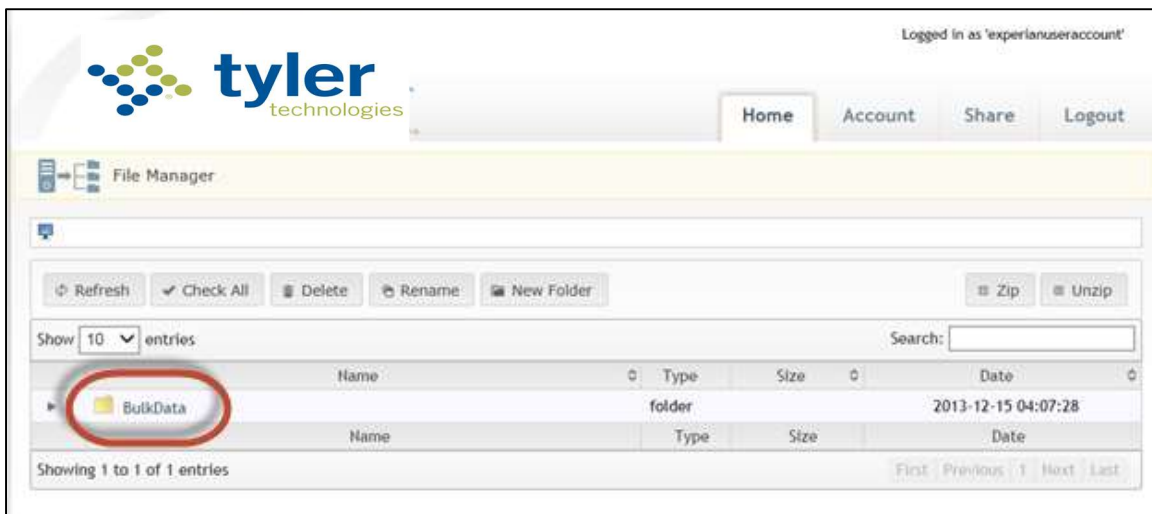 Logged in as 'experianuseraccount'
tyler
technologies
Home Account Share Logout
File Manager
Refresh Check All Delete Rename New Folder Zip Unzip
Show 10 entries Search:
Name Type Size Date
BulkData folder 2013-12-15 04:07:28
Name Type Size Date
Showing 1 to 1 of 1 entries First Previous 1 Next Last